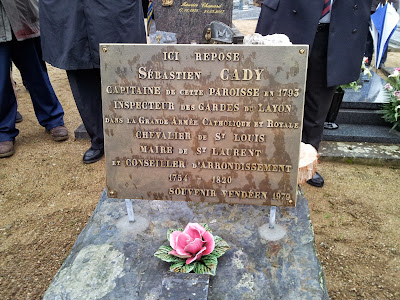 ICI REPOSE
SÉBASTIEN CADY
CAPITAINE DE CETTE PAROISSE EN 1793
INSPECTEUR DES GARDES DU LAYON
DANS LA GRANDE ARMÉE CATHOLIQUE ET ROYALE
CHEVALIER DE ST LOUIS
MAIRE DE ST LAURENT
ET CONSEILLER D'ARRONDISSEMENT
1754 - 1820
SOUVENIR VENDÉEN 1975